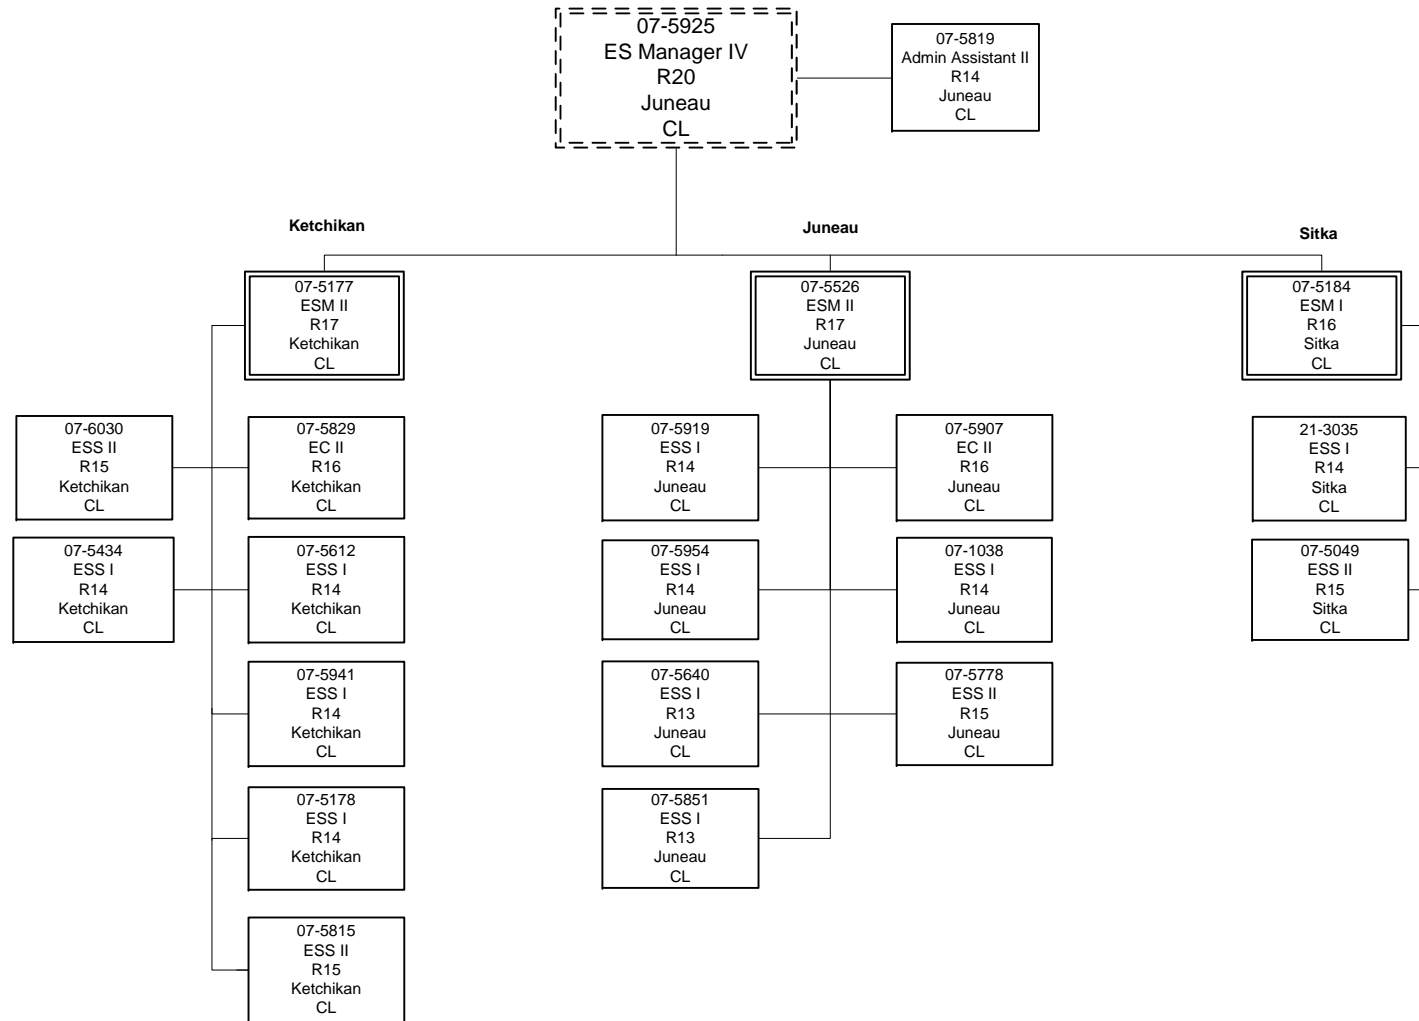 07-5925
ES Manager IV
R20
Juneau
CL
07-5819
Admin Assistant II
R14
Juneau
CL
Ketchikan
Juneau
Sitka
07-5177
ESM II
R17
Ketchikan
CL
07-5526
ESM II
R17
Juneau
CL
07-5184
ESM I
R16
Sitka
CL
07-6030
ESS II
R15
Ketchikan
CL
07-5829
EC II
R16
Ketchikan
CL
07-5919
ESS I
R14
Juneau
CL
07-5907
EC II
R16
Juneau
CL
21-3035
ESS I
R14
Sitka
CL
07-5434
ESS I
R14
Ketchikan
CL
07-5612
ESS I
R14
Ketchikan
CL
07-5954
ESS I
R14
Juneau
CL
07-1038
ESS I
R14
Juneau
CL
07-5049
ESS II
R15
Sitka
CL
07-5941
ESS I
R14
Ketchikan
CL
07-5640
ESS I
R13
Juneau
CL
07-5778
ESS II
R15
Juneau
CL
07-5178
ESS I
R14
Ketchikan
CL
07-5851
ESS I
R13
Juneau
CL
07-5815
ESS II
R15
Ketchikan
CL